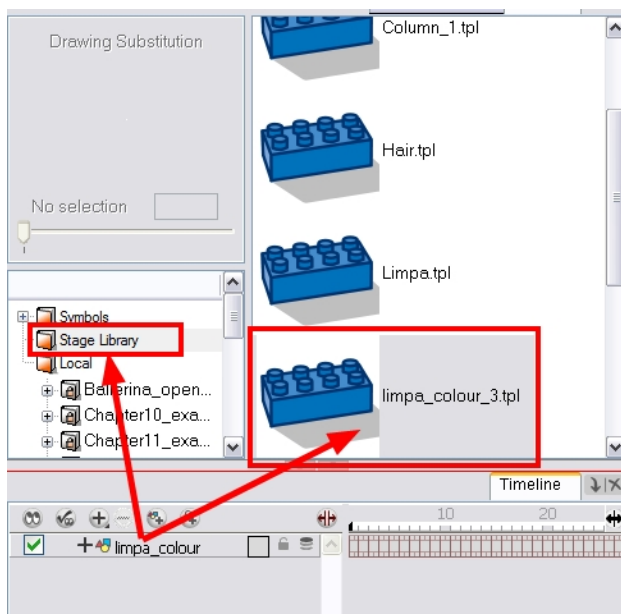 Drawing Substitution
No selection
Column_1.tpl
Hair.tpl
Limpa.tpl
limpa_colour_3.tpl
Symbols
Stage Library
Local
Ballerina_open...
Chapter10_exa...
Chapter11_exa...
Timeline
10
20
limpa_colour